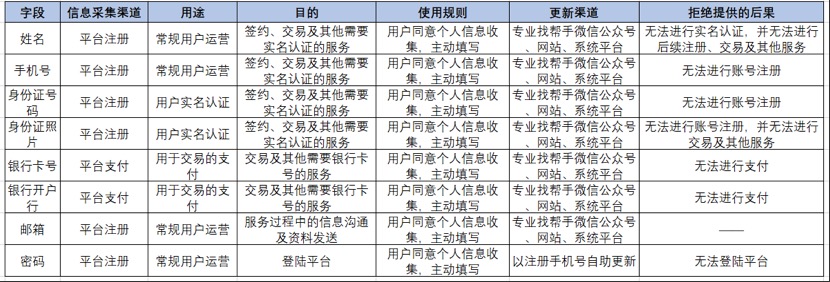 字段 信息采集渠道 用途 目的 使用规则 更新渠道 拒绝提供的后果
姓名 平台注册 常规用户运营 签约、交易及其他需要实名认证的服务 用户同意个人信息收集，主动填写 专业找帮手微信公众号、网站、系统平台 无法进行实名认证，并无法进行后续注册、交易及其他服务
手机号 平台注册 常规用户运营 签约、交易及其他需要实名认证的服务 用户同意个人信息收集，主动填写 专业找帮手微信公众号、网站、系统平台 无法进行账号注册
身份证号码 平台注册 用户实名认证 签约、交易及其他需要实名认证的服务 用户同意个人信息收集，主动填写 专业找帮手微信公众号、网站、系统平台 无法进行账号注册
身份证照片 平台注册 用户实名认证 签约、交易及其他需要实名认证的服务 用户同意个人信息收集，主动填写 专业找帮手微信公众号、网站、系统平台 无法进行账号注册，并无法进行交易及其他服务
银行卡号 平台支付 用于交易的支付 交易及其他需要银行卡号的服务 用户同意个人信息收集，主动填写 专业找帮手微信公众号、网站、系统平台 无法进行支付
银行开户行 平台支付 用于交易的支付 交易及其他需要银行卡号的服务 用户同意个人信息收集，主动填写 专业找帮手微信公众号、网站、系统平台 无法进行支付
邮箱 平台注册 常规用户运营 服务过程中的信息沟通及资料发送 用户同意个人信息收集，主动填写 专业找帮手微信公众号、网站、系统平台 ——
密码 平台注册 常规用户运营 登陆平台 用户同意个人信息收集，主动填写 以注册手机号自助更新 无法登陆平台